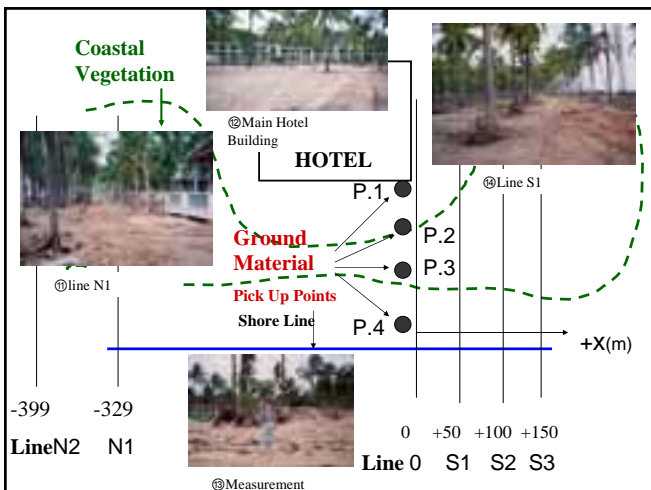 Coastal
Vegetation
⑫Main Hotel
Building
HOTEL
⑭Line S1
P.1
P.2
Ground
Material
P.3
⑪line N1
Pick Up Points
Shore Line
P.4
+X(m)
-399
-329
0
+50
+100
+150
LineN2
N1
Line 0
S1
S2
S3
⑬Measurement